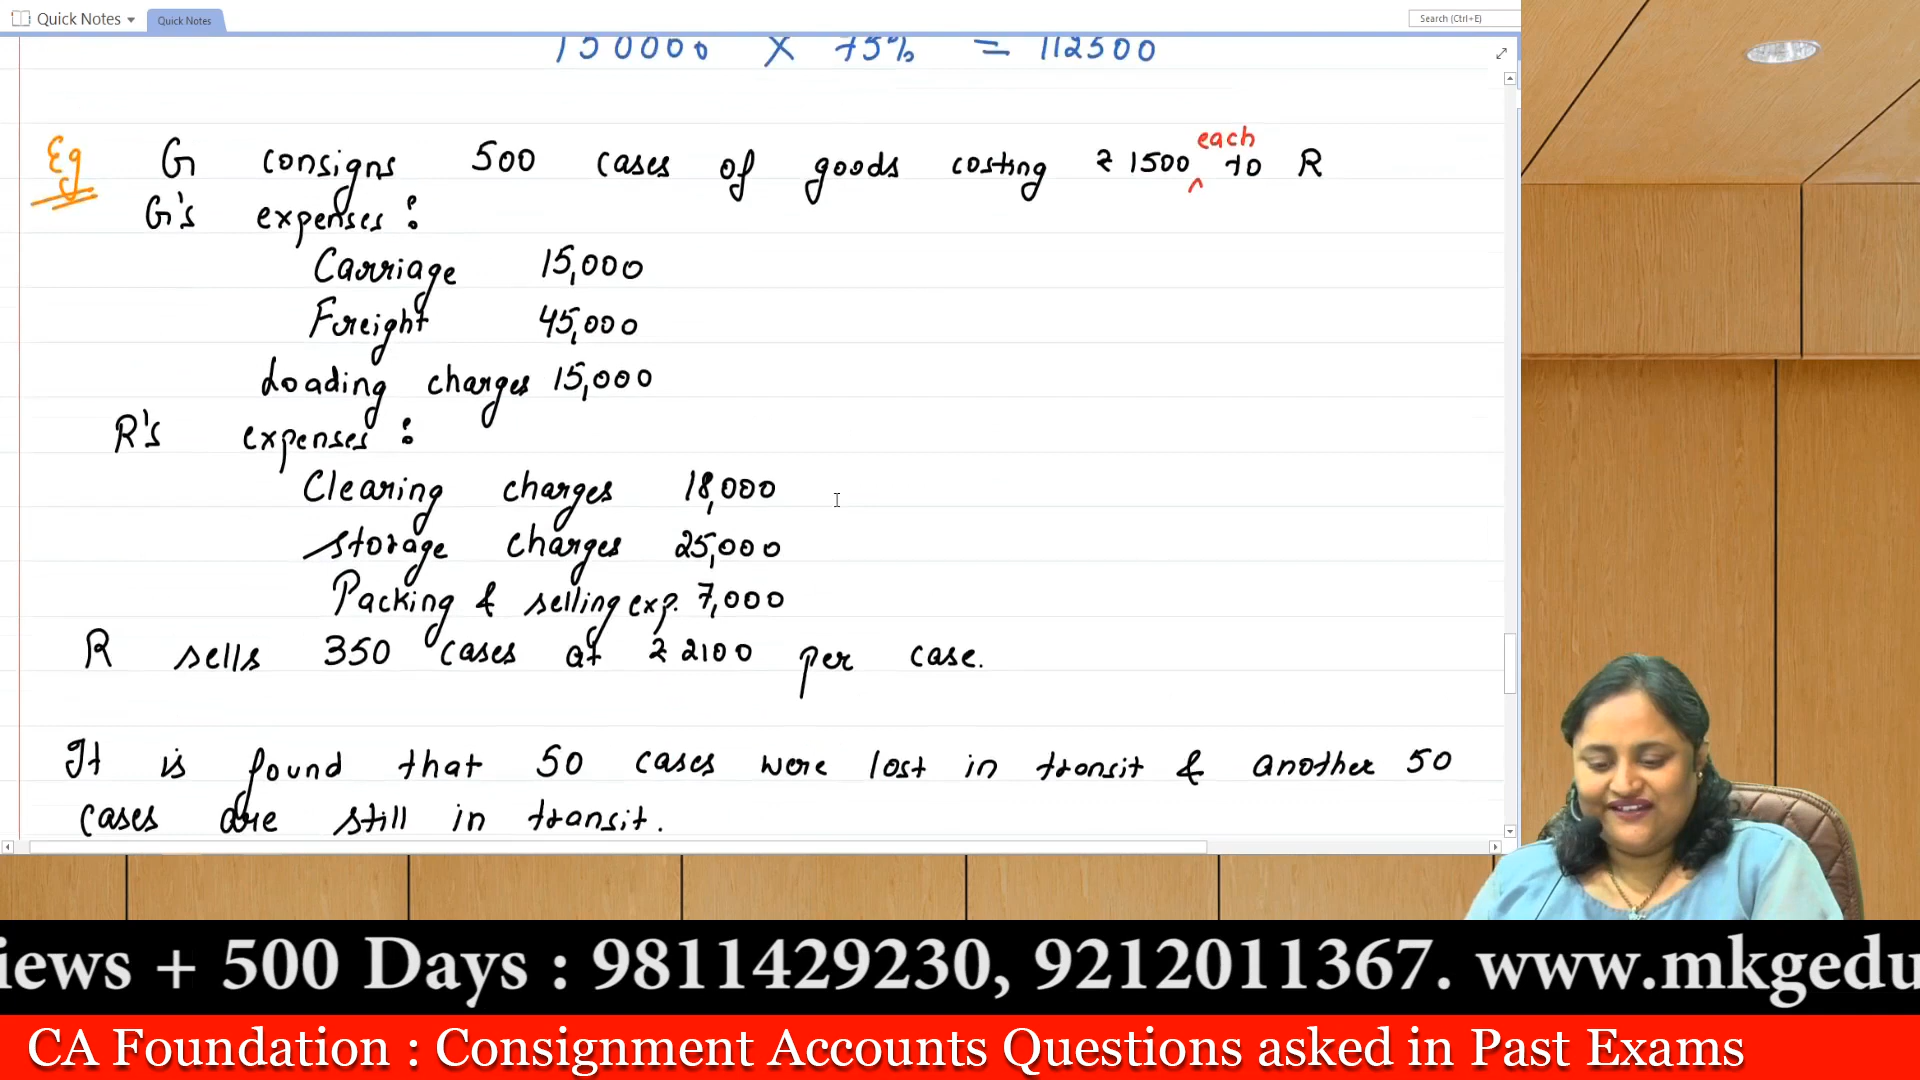 Quick Notes
Quick Notes
Search (Ctrl+E)
150000 X 75% = 112500
Eg G consigns 500 cases of goods costing ₹ 1500 each to R
G's expenses :
Carriage 15,000
Freight 45,000
Loading charges 15,000
R's expenses :
Clearing charges 18,000
Storage charges 25,000
Packing & selling exp. 7,000
R sells 350 cases at ₹ 2100 per case.
It is found that 50 cases were lost in transit & another 50
cases are still in transit.
iews + 500 Days : 9811429230, 9212011367. www.mkgedu
CA Foundation : Consignment Accounts Questions asked in Past Exams